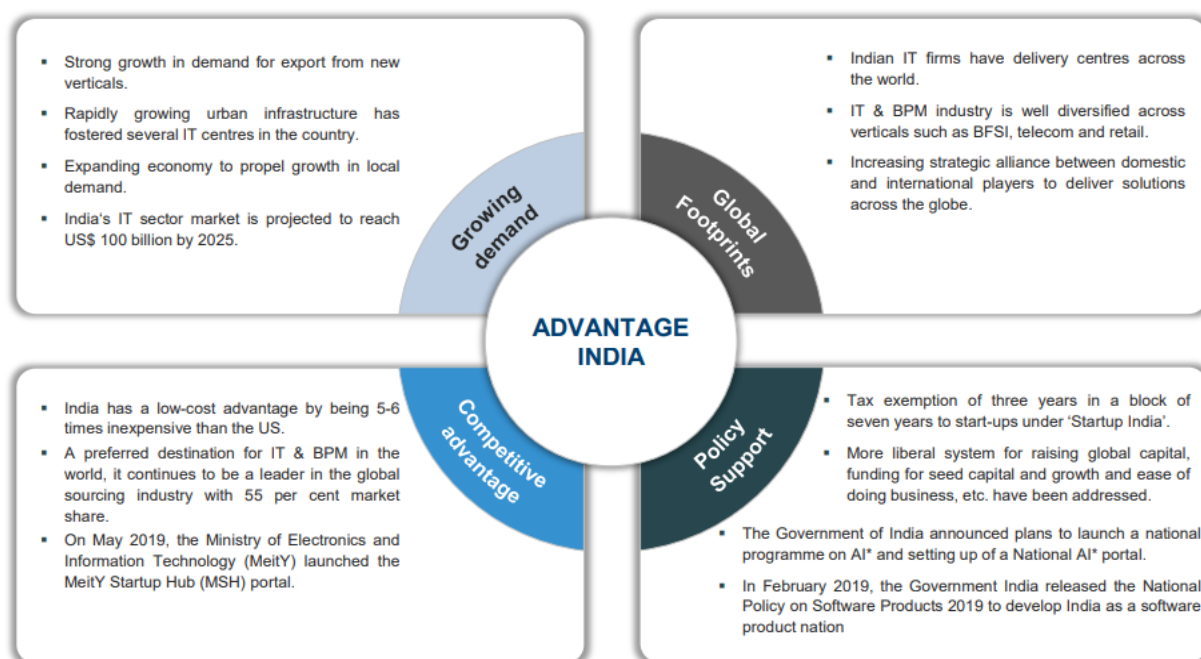 ▪ Strong growth in demand for export from new
verticals.
▪ Rapidly growing urban infrastructure has
fostered several IT centres in the country.
▪ Expanding economy to propel growth in local
demand.
▪ India‘s IT sector market is projected to reach
US$ 100 billion by 2025.
Growing
demand
▪ Indian IT firms have delivery centres across
the world.
▪ IT & BPM industry is well diversified across
verticals such as BFSI, telecom and retail.
▪ Increasing strategic alliance between domestic
and international players to deliver solutions
across the globe.
Global
Footprints
ADVANTAGE
INDIA
▪ India has a low-cost advantage by being 5-6
times inexpensive than the US.
▪ A preferred destination for IT & BPM in the
world, it continues to be a leader in the global
sourcing industry with 55 per cent market
share.
▪ On May 2019, the Ministry of Electronics and
Information Technology (MeitY) launched the
MeitY Startup Hub (MSH) portal.
Competitive
advantage
▪ Tax exemption of three years in a block of
seven years to start-ups under ‘Startup India’.
▪ More liberal system for raising global capital,
funding for seed capital and growth and ease of
doing business, etc. have been addressed.
▪ The Government of India announced plans to launch a national
programme on AI* and setting up of a National AI* portal.
▪ In February 2019, the Government India released the National
Policy on Software Products 2019 to develop India as a software
product nation
Policy
Support